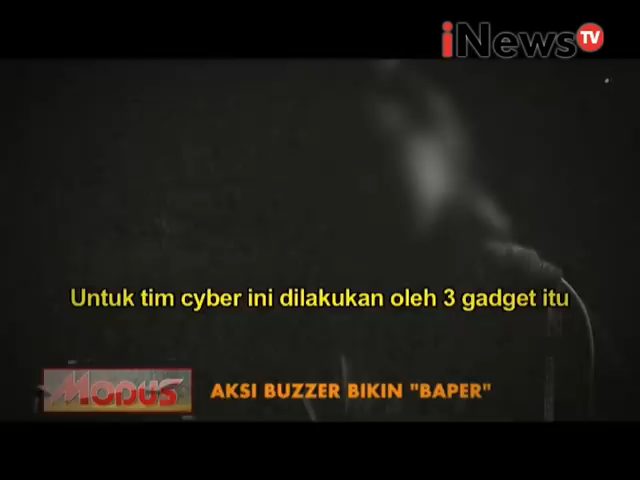 iNews TV
Untuk tim cyber ini dilakukan oleh 3 gadget itu
MODUS
AKSI BUZZER BIKIN "BAPER"